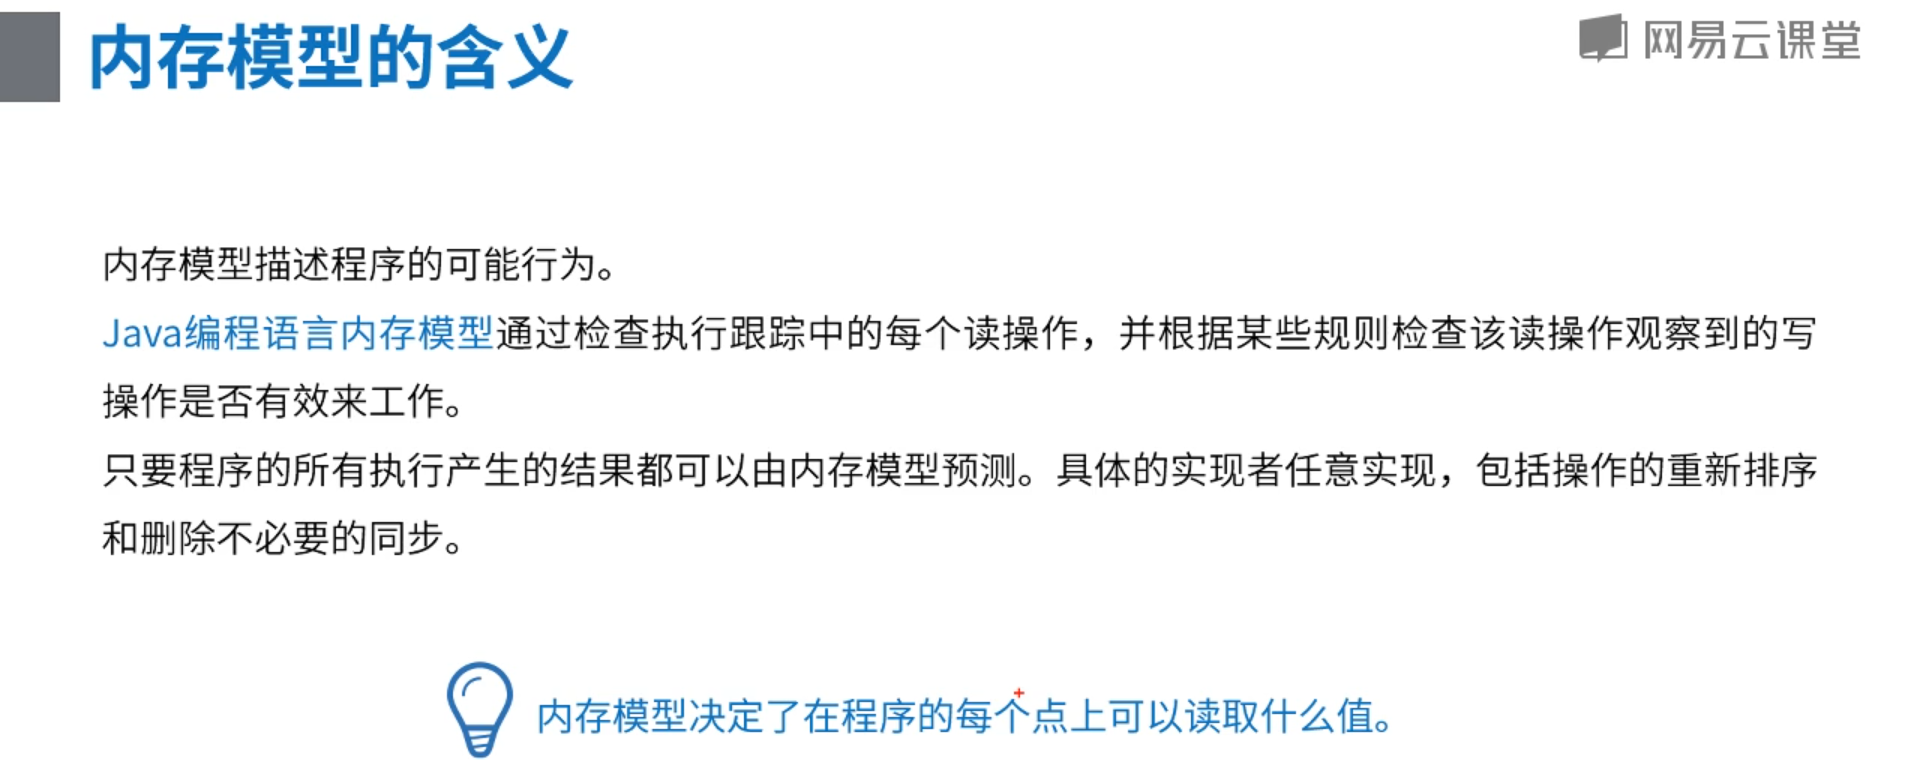 内存模型的含义
网易云课堂
内存模型描述程序的可能行为。
Java编程语言内存模型通过检查执行跟踪中的每个读操作，并根据某些规则检查该读操作观察到的写
操作是否有效来工作。
只要程序的所有执行产生的结果都可以由内存模型预测。具体的实现者任意实现，包括操作的重新排序
和删除不必要的同步。
内存模型决定了在程序的每个点上可以读取什么值。